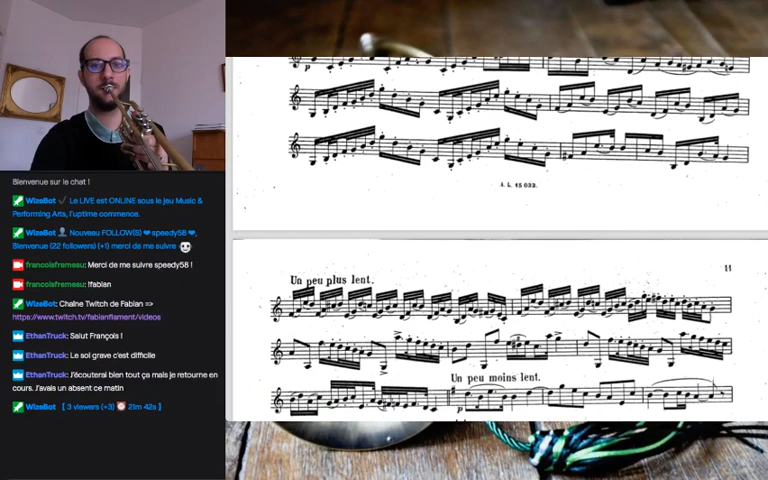 Bienvenue sur le chat !
WizeBot ✔ Le LIVE est ONLINE sous le jeu Music &
Performing Arts, l'uptime commence.
WizeBot 👤 Nouveau FOLLOW(S) ❤ speedy58 ❤,
Bienvenue (22 followers) (+1) merci de me suivre
francoisfremeau: Merci de me suivre speedy58 !
francoisfremeau: !fabian
WizeBot: Chaîne Twitch de Fabian =>
https://www.twitch.tv/fabianflament/videos
EthanTruck: Salut François !
EthanTruck: Le sol grave c'est difficile
EthanTruck: J'écouterai bien tout ça mais je retourne en
cours. J'avais un absent ce matin
WizeBot [ 3 viewers (+3) ⏰ 21m 42s ]
p
A. L. 15 033.
11
Un peu plus lent.
Un peu moins lent.
p